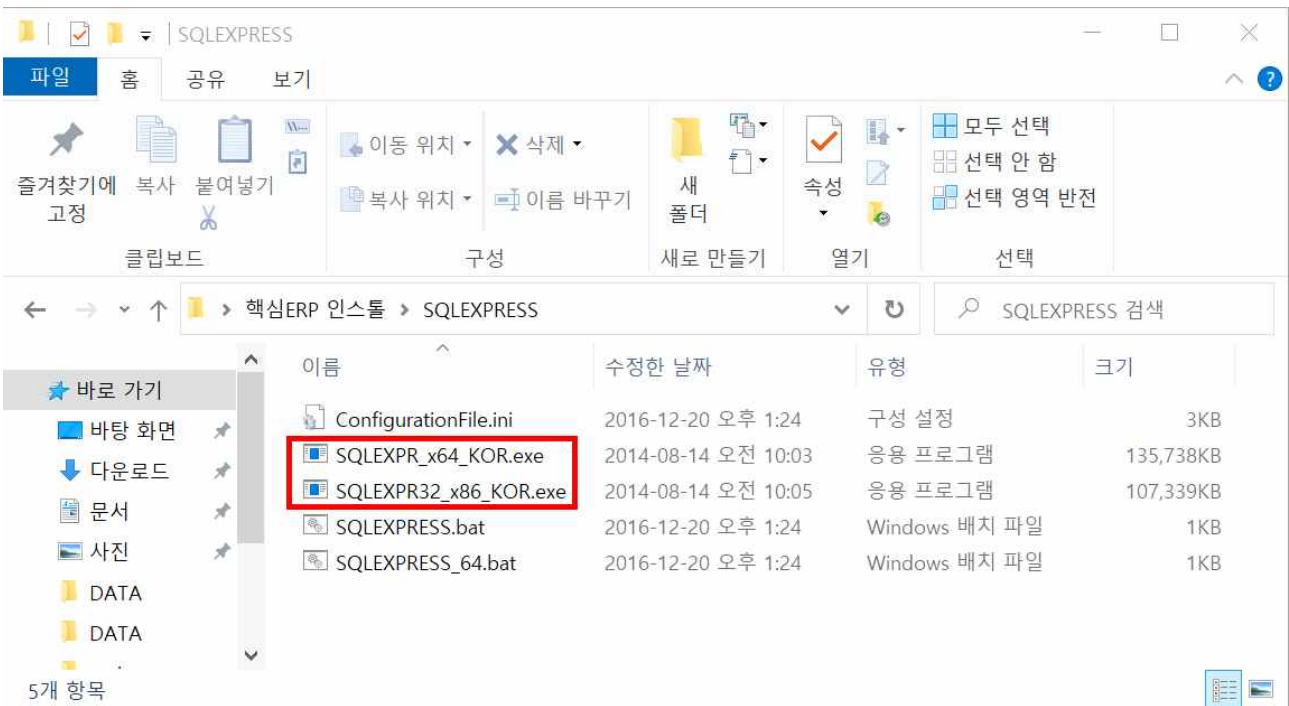 SQLEXPRESS
파일 홈 공유 보기
이동 위치 삭제 모두 선택
선택 안 함
즐겨찾기에 복사 붙여넣기 복사 위치 이름 바꾸기 새 속성 선택 영역 반전
고정 폴더
클립보드 구성 새로 만들기 열기 선택
핵심ERP 인스톨 > SQLEXPRESS SQLEXPRESS 검색
이름 수정한 날짜 유형 크기
바로 가기
ConfigurationFile.ini 2016-12-20 오후 1:24 구성 설정 3KB
바탕 화면
SQLEXPR_x64_KOR.exe 2014-08-14 오전 10:03 응용 프로그램 135,738KB
다운로드
SQLEXPR32_x86_KOR.exe 2014-08-14 오전 10:05 응용 프로그램 107,339KB
문서
SQLEXPRESS.bat 2016-12-20 오후 1:24 Windows 배치 파일 1KB
사진
SQLEXPRESS_64.bat 2016-12-20 오후 1:24 Windows 배치 파일 1KB
DATA
DATA
5개 항목